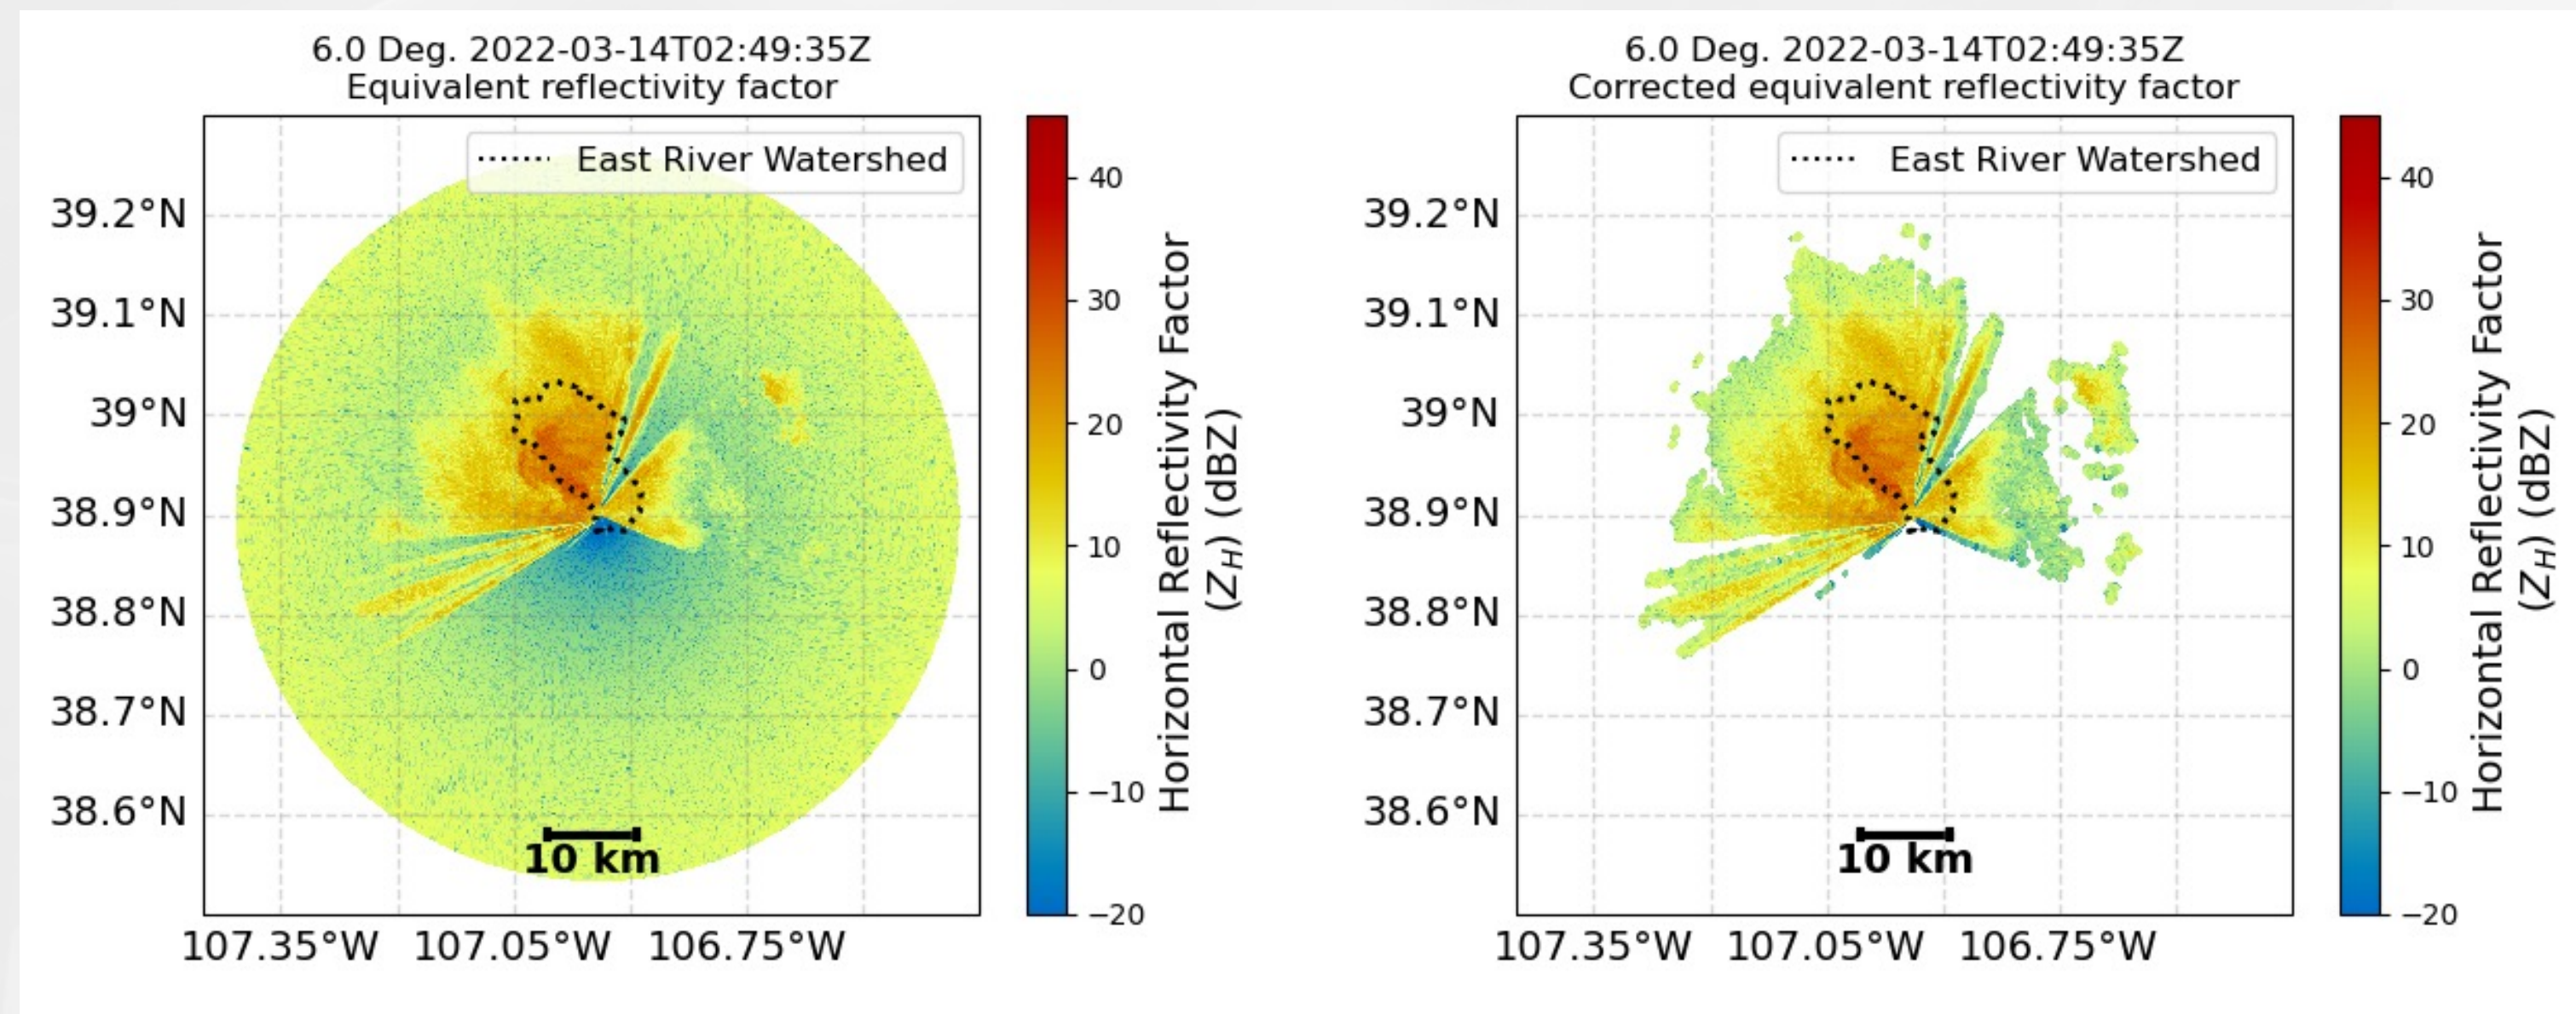 6.0 Deg. 2022-03-14T02:49:35Z
Equivalent reflectivity factor
East River Watershed
39.2°N
39.1°N
39°N
38.9°N
38.8°N
38.7°N
38.6°N
10 km
107.35°W 107.05°W 106.75°W
40
30
20
10
0
−10
−20
Horizontal Reflectivity Factor
(Z_H) (dBZ)
6.0 Deg. 2022-03-14T02:49:35Z
Corrected equivalent reflectivity factor
East River Watershed
39.2°N
39.1°N
39°N
38.9°N
38.8°N
38.7°N
38.6°N
10 km
107.35°W 107.05°W 106.75°W
40
30
20
10
0
−10
−20
Horizontal Reflectivity Factor
(Z_H) (dBZ)